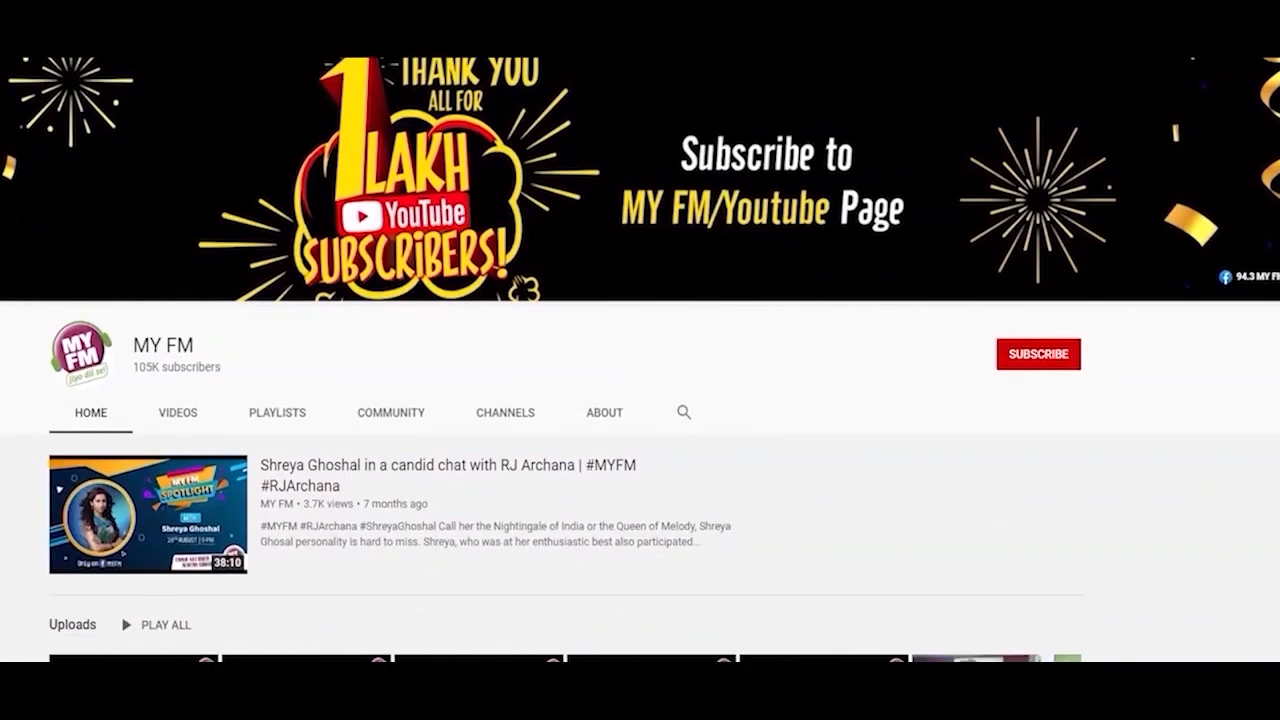 THANK YOU
ALL FOR
1 LAKH
YouTube
SUBSCRiBERS!
Subscribe to
MY FM/Youtube Page
94.3 MY FM
MY FM
jiyo dil se!
MY FM
105K subscribers
SUBSCRIBE
HOME VIDEOS PLAYLISTS COMMUNITY CHANNELS ABOUT
MY FM
SPOTLIGHT
WITH
Shreya Ghoshal
38:10
Shreya Ghoshal in a candid chat with RJ Archana | #MYFM
#RJArchana
MY FM • 3.7K views • 7 months ago
#MYFM #RJArchana #ShreyaGhoshal Call her the Nightingale of India or the Queen of Melody, Shreya
Ghosal personality is hard to miss. Shreya, who was at her enthusiastic best also participated...
Uploads PLAY ALL